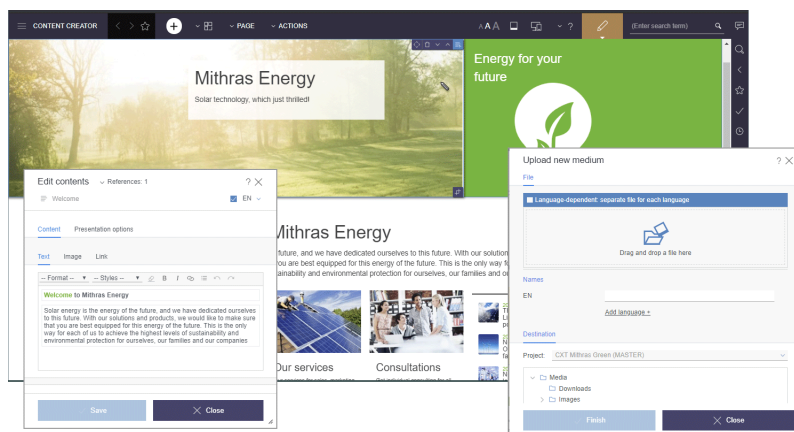 CONTENT CREATOR
PAGE
ACTIONS
A A A
?
(Enter search term)
Mithras Energy
Solar technology, which just thrilled!
Energy for your
future
Edit contents
References: 1
?
Welcome
EN
Content
Presentation options
Text
Image
Link
-- Format --
-- Styles --
B
I
Welcome to Mithras Energy
Solar energy is the energy of the future, and we have dedicated ourselves
to this future. With our solutions and products, we would like to make sure
that you are best equipped for this energy of the future. This is the only
way for each of us to achieve the highest levels of sustainability and
environmental protection for ourselves, our families and our companies
Save
Close
Mithras Energy
future, and we have dedicated ourselves to this future. With our solution
ou are best equipped for this energy of the future. This is the only way f
ainability and environmental protection for ourselves, our families and o
Our services
Consultations
Upload new medium
?
File
Language-dependent: separate file for each language
Drag and drop a file here
Names
EN
Add language +
Destination
Project:
CXT Mithras Green (MASTER)
Media
Downloads
Images
Finish
Close